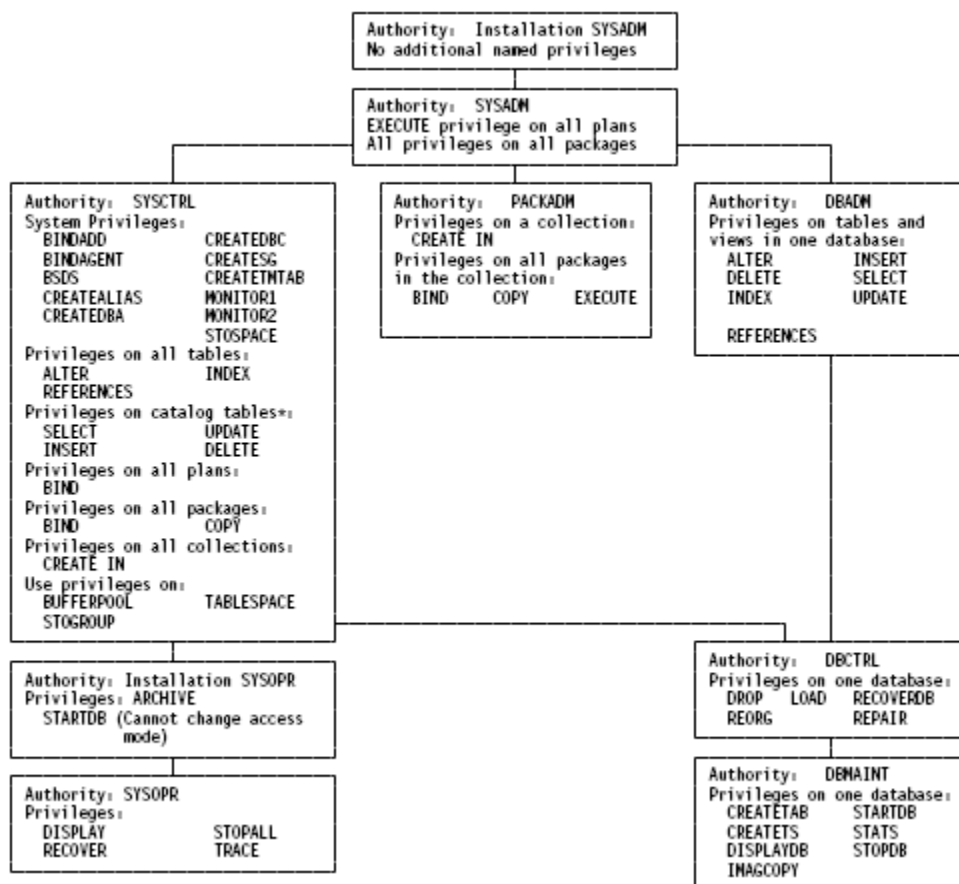 Authority: Installation SYSADM
No additional named privileges
Authority: SYSADM
EXECUTE privilege on all plans
All privileges on all packages
Authority: SYSCTRL
System Privileges:
BINDADD CREATEDBC
BINDAGENT CREATESG
BSDS CREATETMTAB
CREATEALIAS MONITOR1
CREATEDBA MONITOR2
STOSPACE
Privileges on all tables:
ALTER INDEX
REFERENCES
Privileges on catalog tables*:
SELECT UPDATE
INSERT DELETE
Privileges on all plans:
BIND
Privileges on all packages:
BIND COPY
Privileges on all collections:
CREATE IN
Use privileges on:
BUFFERPOOL TABLESPACE
STOGROUP
Authority: PACKADM
Privileges on a collection:
CREATE IN
Privileges on all packages
in the collection:
BIND COPY EXECUTE
Authority: DBADM
Privileges on tables and
views in one database:
ALTER INSERT
DELETE SELECT
INDEX UPDATE
REFERENCES
Authority: Installation SYSOPR
Privileges: ARCHIVE
STARTDB (Cannot change access
mode)
Authority: SYSOPR
Privileges:
DISPLAY STOPALL
RECOVER TRACE
Authority: DBCTRL
Privileges on one database:
DROP LOAD RECOVERDB
REORG REPAIR
Authority: DBMAINT
Privileges on one database:
CREATETAB STARTDB
CREATETS STATS
DISPLAYDB STOPDB
IMAGCOPY